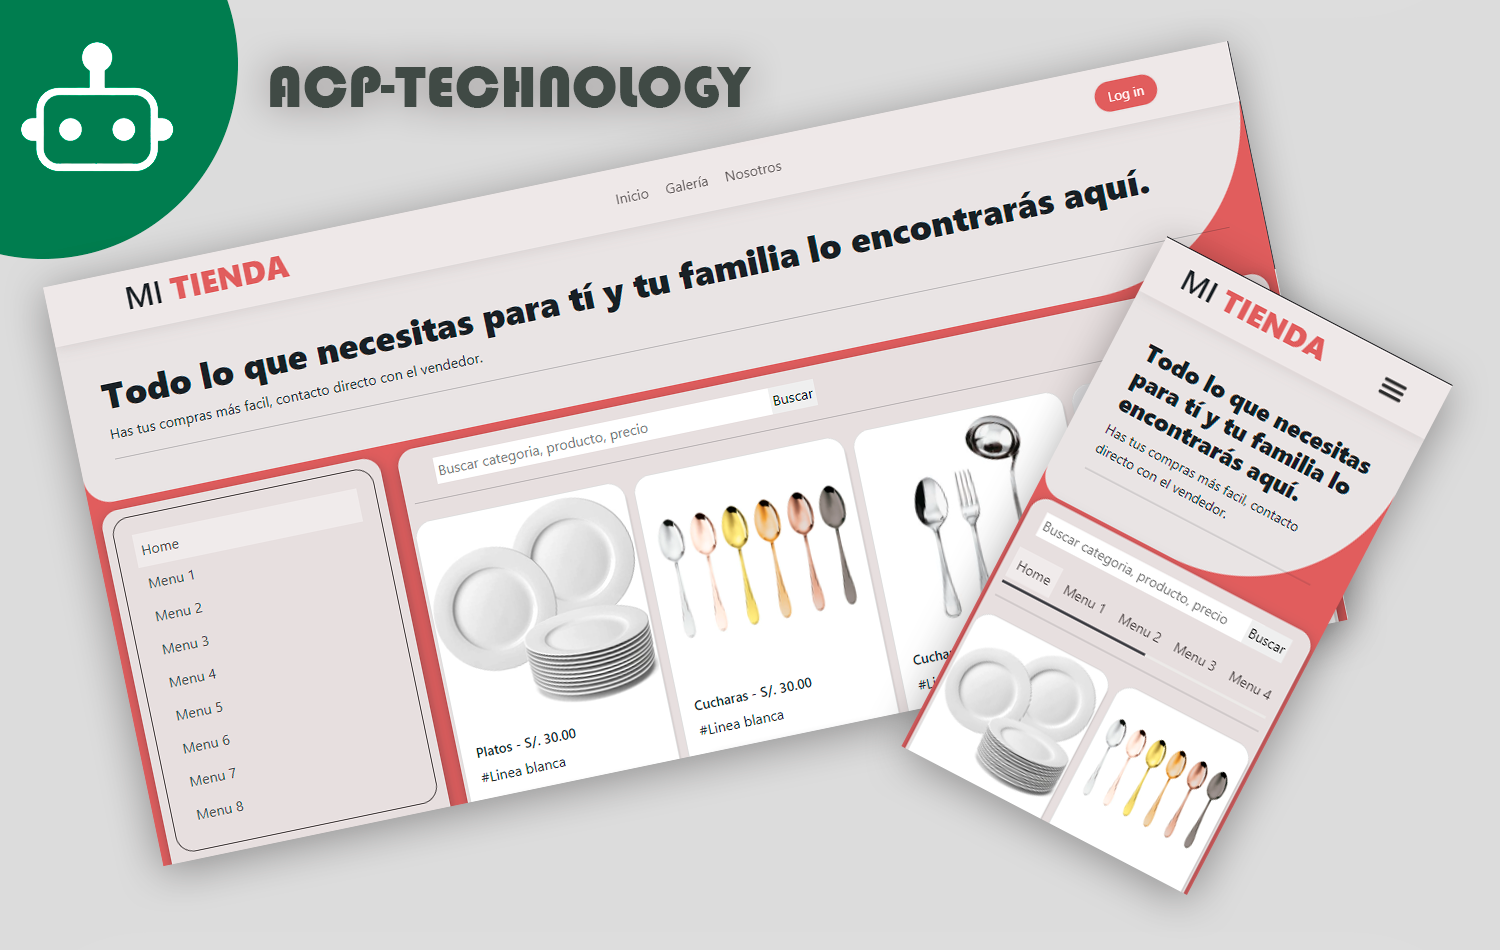 ACP-TECHNOLOGY
Log in
Inicio Galería Nosotros
MI TIENDA
Todo lo que necesitas para tí y tu familia lo encontrarás aquí.
Has tus compras más facil, contacto directo con el vendedor.
Buscar categoria, producto, precio Buscar
Home
Menu 1
Menu 2
Menu 3
Menu 4
Menu 5
Menu 6
Menu 7
Menu 8
Platos - S/. 30.00
#Linea blanca
Cucharas - S/. 30.00
#Linea blanca
Cucha
#Li
MI TIENDA
Todo lo que necesitas
para tí y tu familia lo
encontrarás aquí.
Has tus compras más facil, contacto
directo con el vendedor.
Buscar categoria, producto, precio Buscar
Home Menu 1 Menu 2 Menu 3 Menu 4